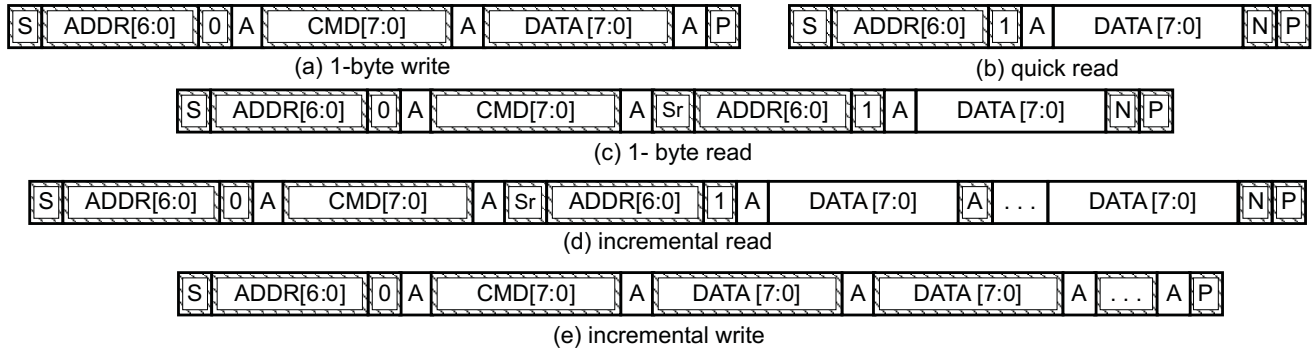 S ADDR[6:0] 0 A CMD[7:0] A DATA [7:0] A P
(a) 1-byte write
S ADDR[6:0] 1 A DATA [7:0] N P
(b) quick read
S ADDR[6:0] 0 A CMD[7:0] A Sr ADDR[6:0] 1 A DATA [7:0] N P
(c) 1- byte read
S ADDR[6:0] 0 A CMD[7:0] A Sr ADDR[6:0] 1 A DATA [7:0] A . . . DATA [7:0] N P
(d) incremental read
S ADDR[6:0] 0 A CMD[7:0] A DATA [7:0] A DATA [7:0] A . . . A P
(e) incremental write